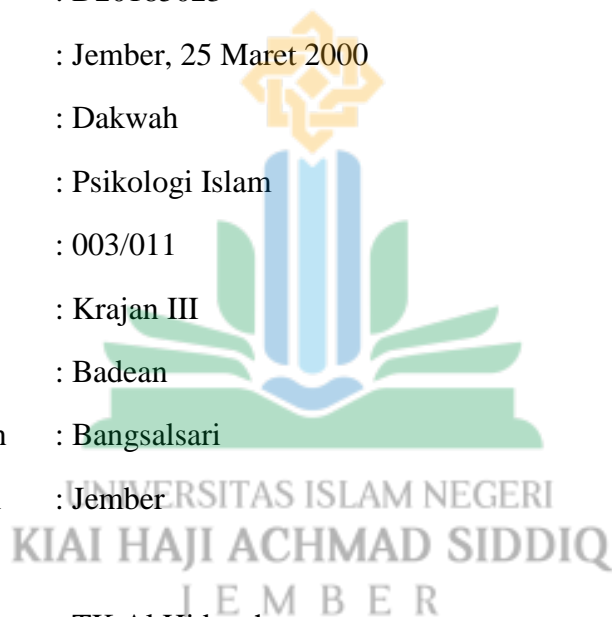 : Jember, 25 Maret 2000
: Dakwah
: Psikologi Islam
: 003/011
: Krajan III
: Badean
: Bangsalsari
: Jember
UNIVERSITAS ISLAM NEGERI
KIAI HAJI ACHMAD SIDDIQ
JEMBER